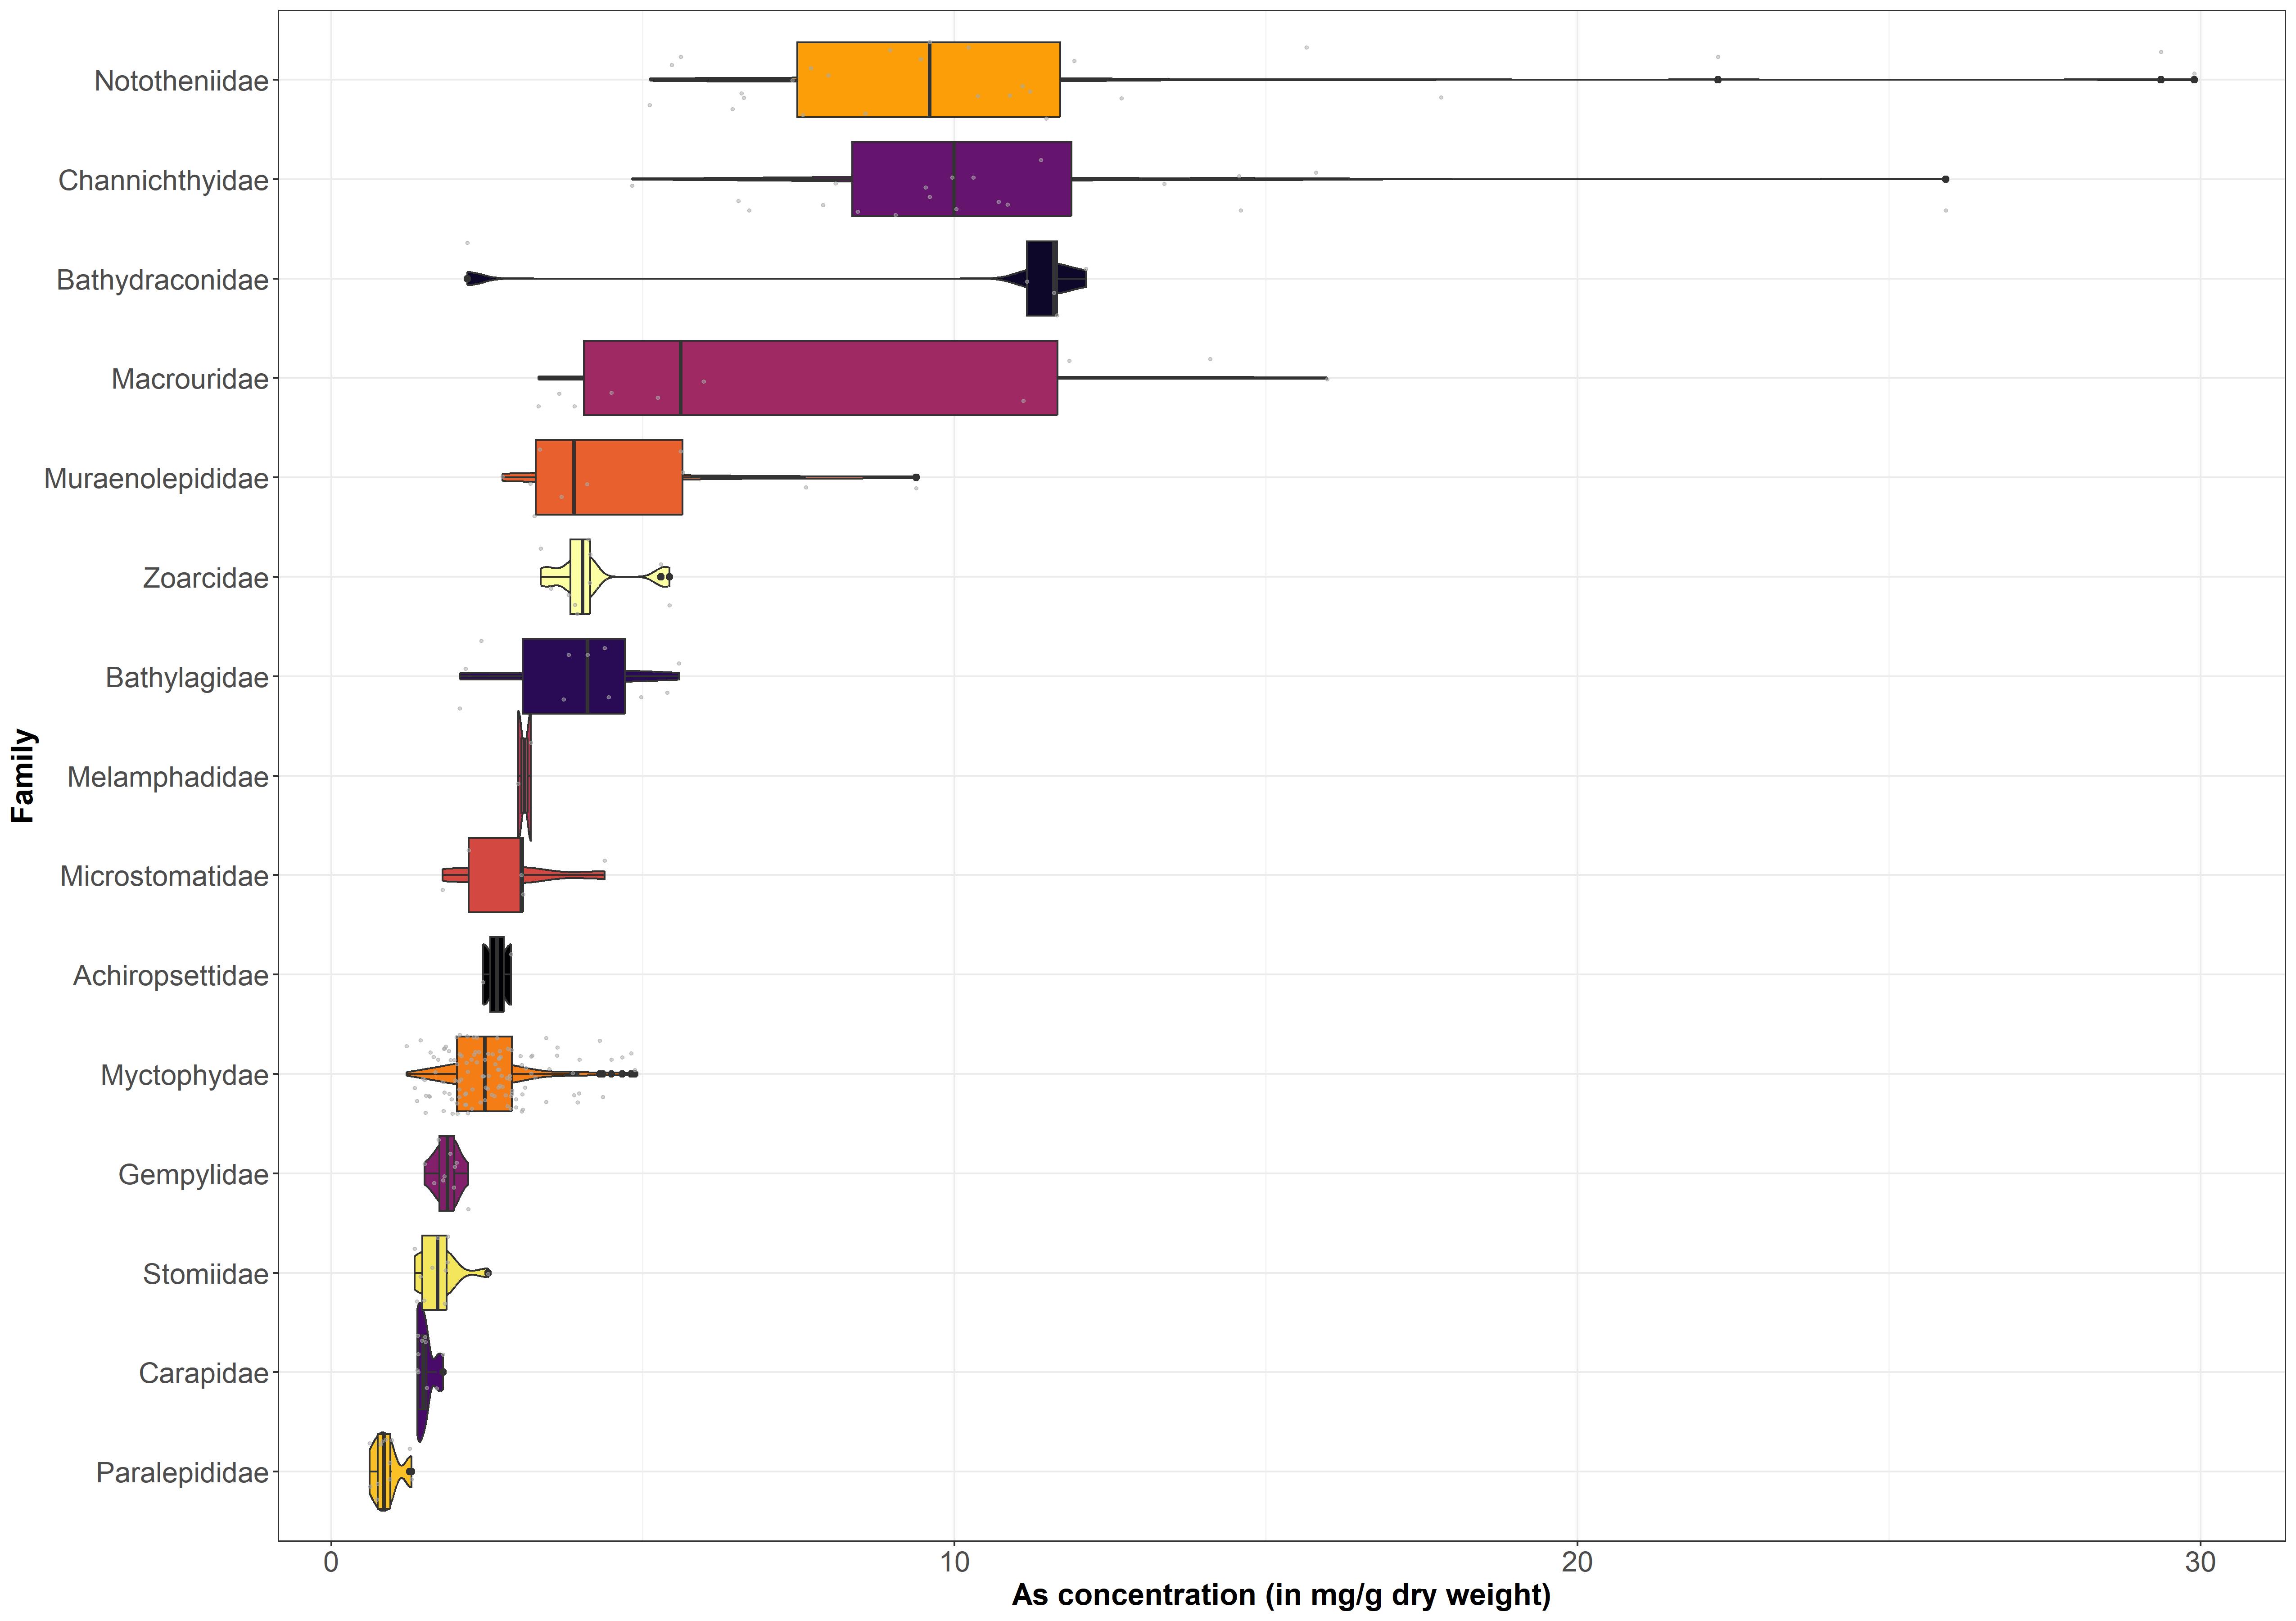 Nototheniidae
Channichthyidae
Bathydraconidae
Macrouridae
Muraenolepididae
Zoarcidae
Bathylagidae
Melamphadidae
Microstomatidae
Achiropsettidae
Myctophydae
Gempylidae
Stomiidae
Carapidae
Paralepididae
Family
0 10 20 30
As concentration (in mg/g dry weight)